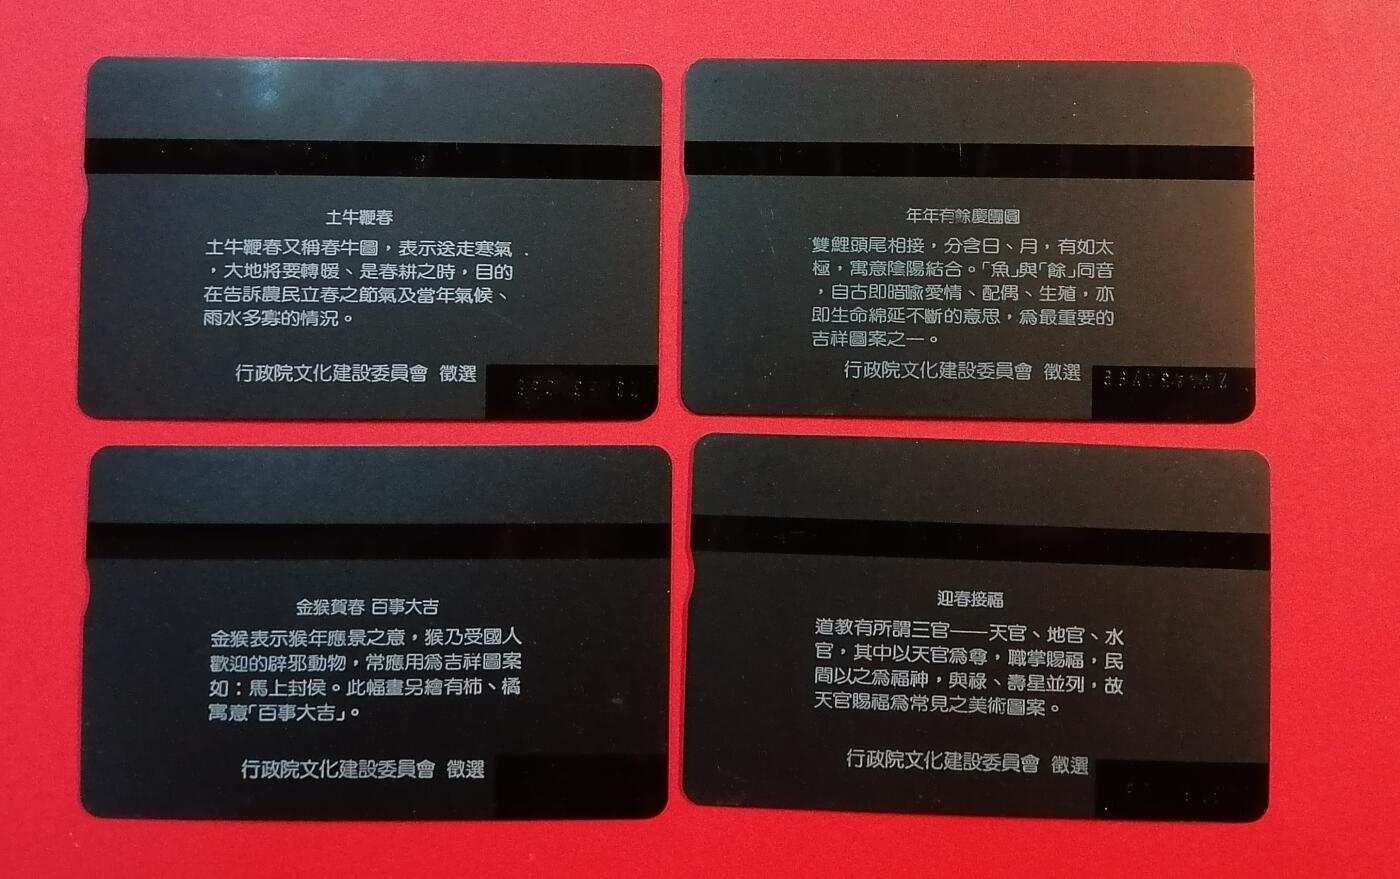 土牛鞭春
土牛鞭春又稱春牛圖，表示送走寒氣
，大地將要轉暖、是春耕之時，目的
在告訴農民立春之節氣及當年氣候、
雨水多寡的情況。
行政院文化建設委員會 徵選
年年有餘慶團圓
雙鯉頭尾相接，分含日、月，有如太
極，寓意陰陽結合。「魚」與「餘」同音
，自古即暗喩愛情、配偶、生殖，亦
即生命綿延不斷的意思，為最重要的
吉祥圖案之一。
行政院文化建設委員會 徵選
金猴賀春 百事大吉
金猴表示猴年應景之意，猴乃受國人
歡迎的辟邪動物，常應用為吉祥圖案
如：馬上封侯。此幅畫另繪有柿、橘
寓意「百事大吉」。
行政院文化建設委員會 徵選
迎春接福
道教有所謂三官——天官、地官、水
官，其中以天官為尊，職掌賜福，民
間以之為福神，與祿、壽星並列，故
天官賜福為常見之美術圖案。
行政院文化建設委員會 徵選